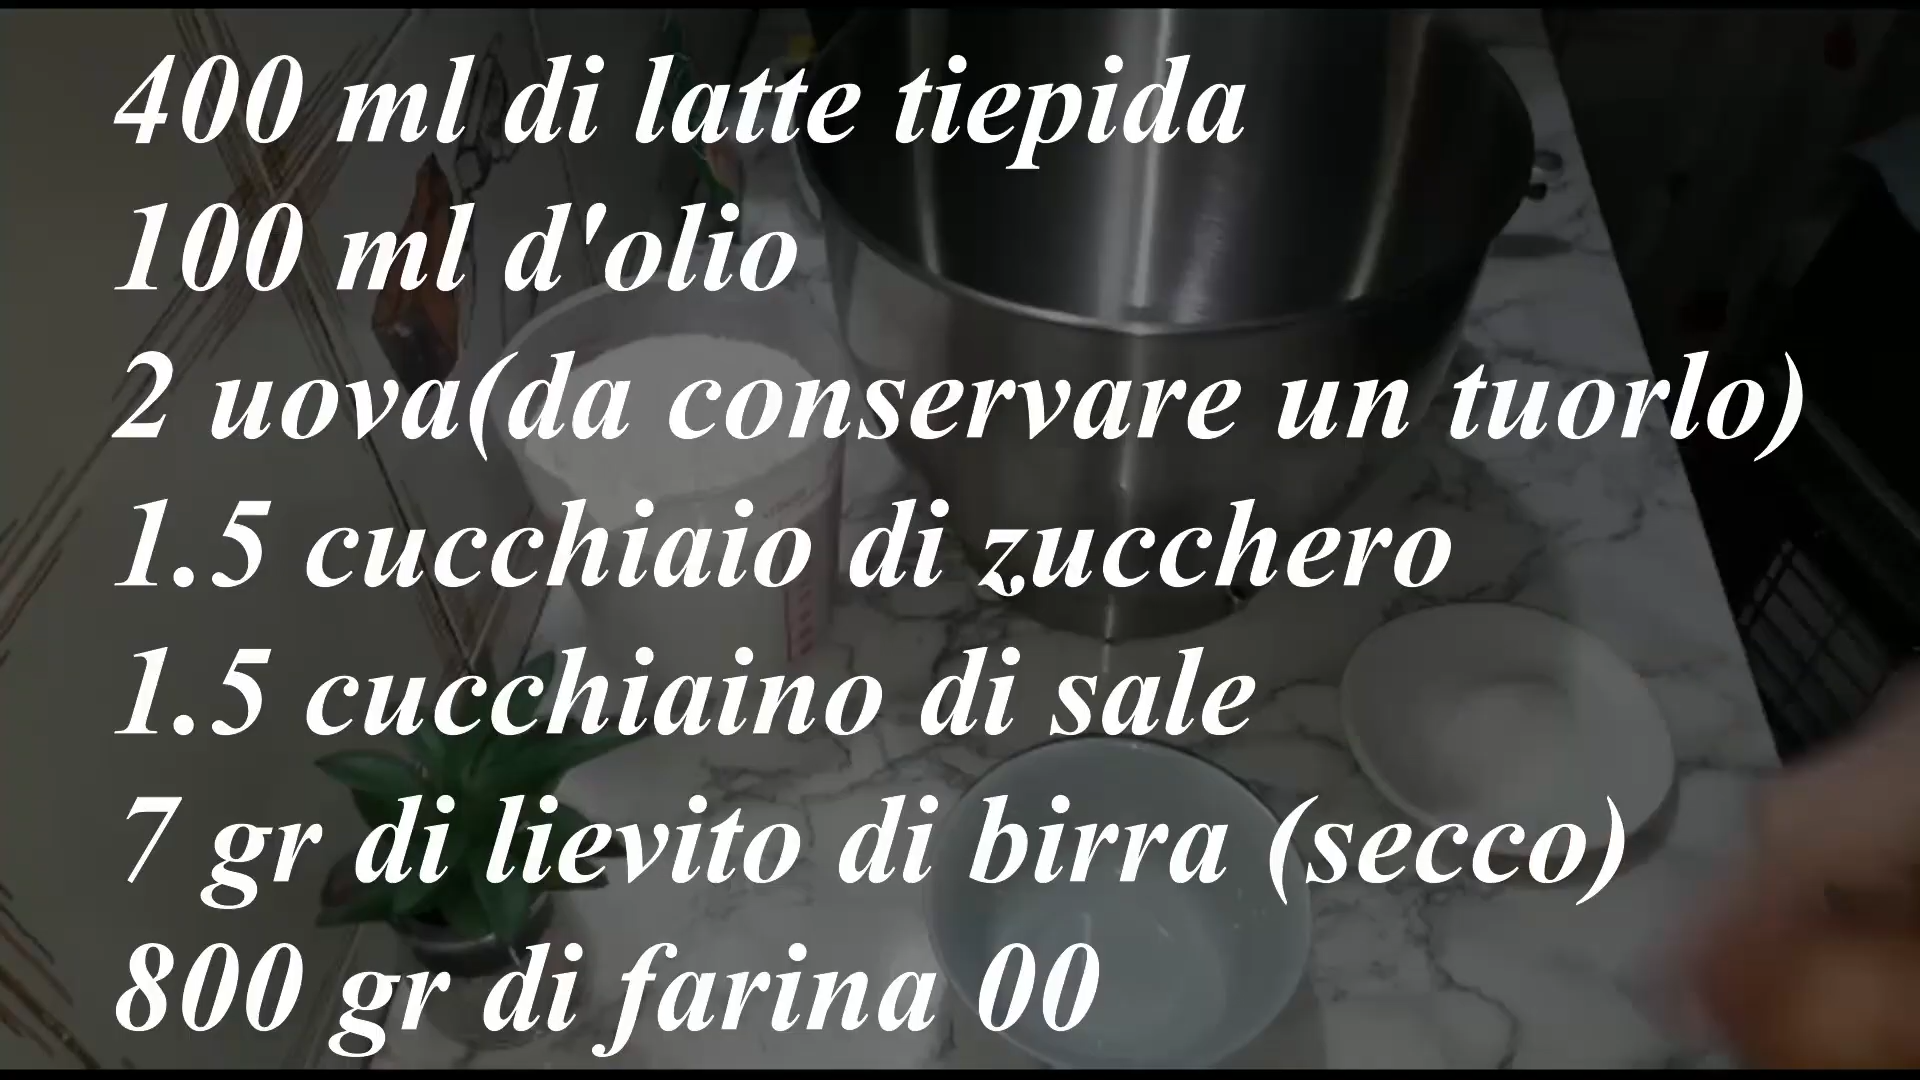 400 ml di latte tiepida
100 ml d'olio
2 uova(da conservare un tuorlo)
1.5 cucchiaio di zucchero
1.5 cucchiaino di sale
7 gr di lievito di birra (secco)
800 gr di farina 00